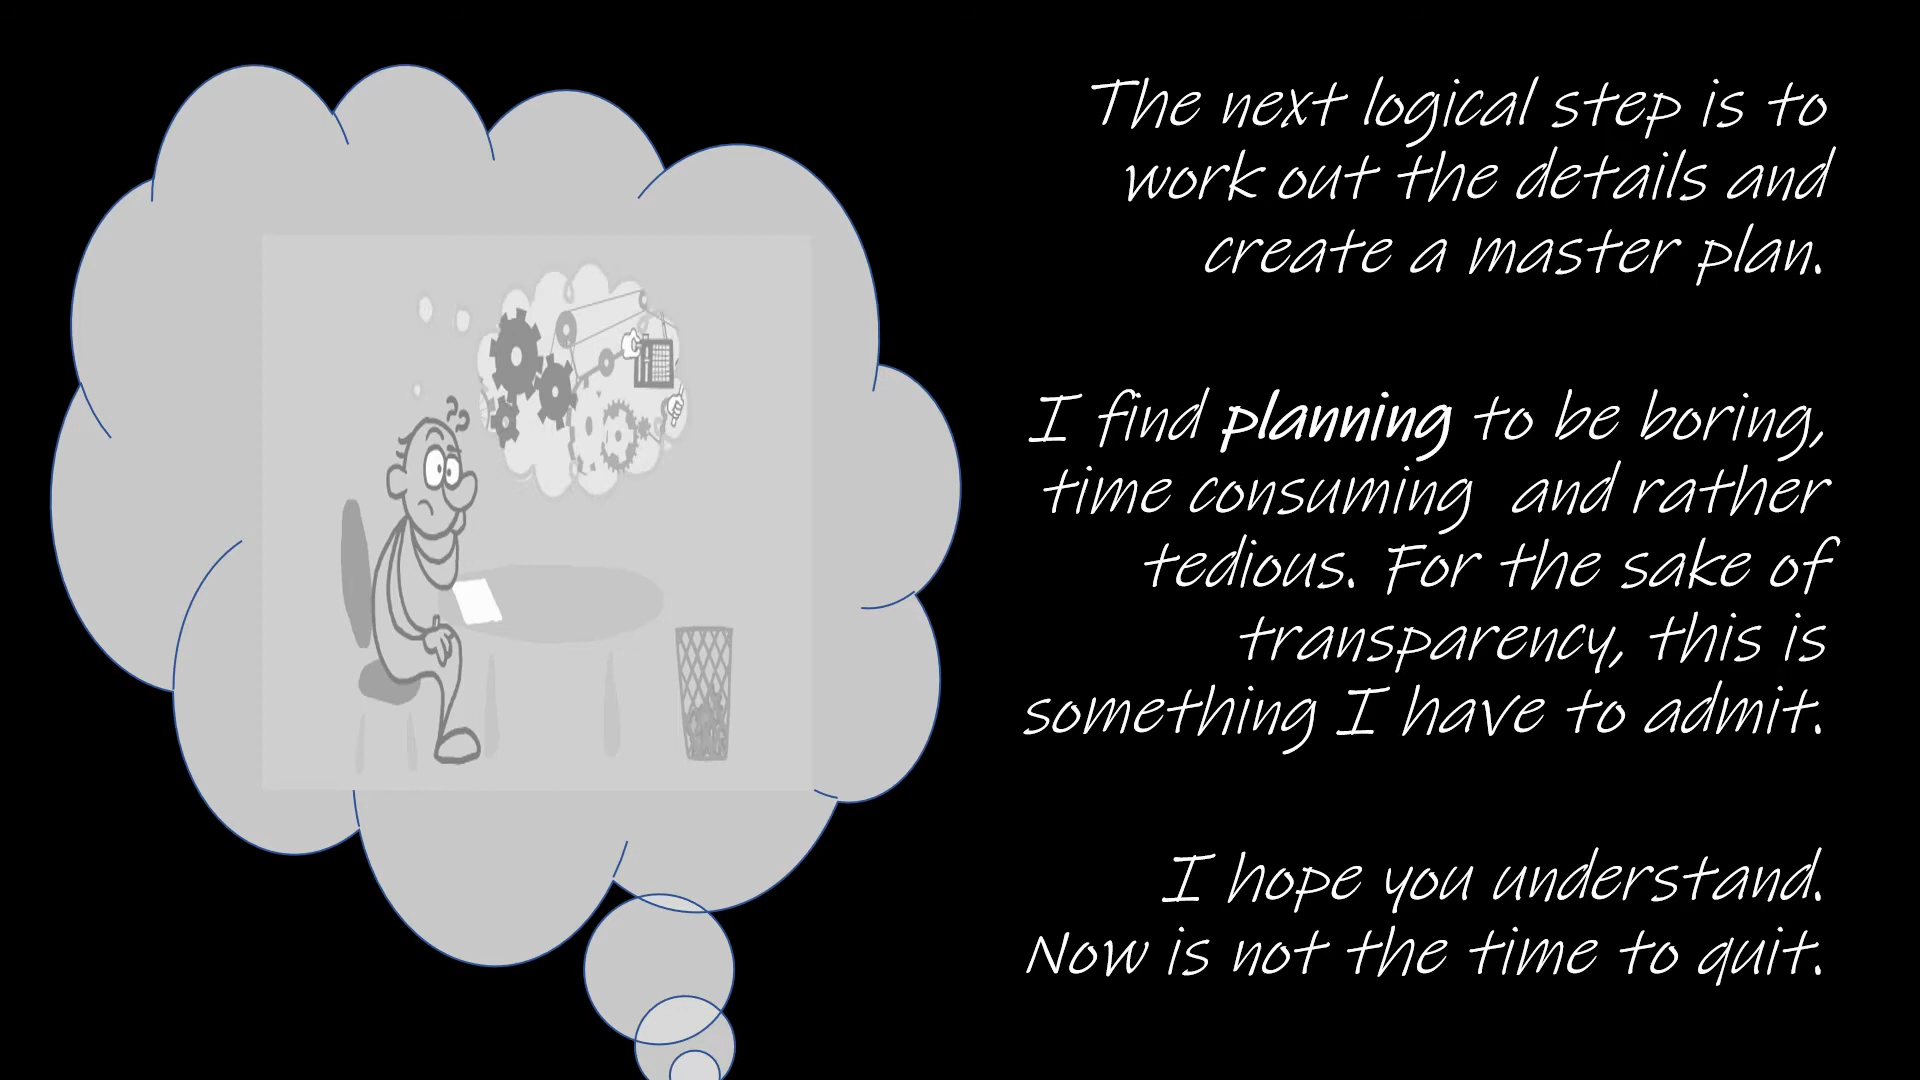 The next logical step is to
work out the details and
create a master plan.
I find planning to be boring,
time consuming  and rather
tedious. For the sake of
transparency, this is
something I have to admit.
I hope you understand.
Now is not the time to quit.